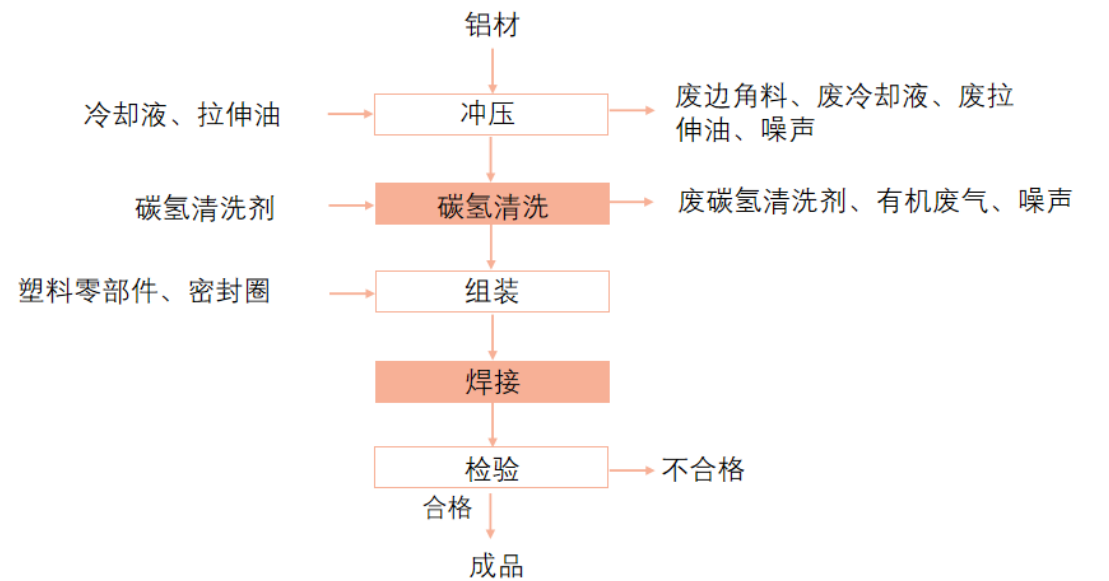 铝材
冷却液、拉伸油
冲压
废边角料、废冷却液、废拉
伸油、噪声
碳氢清洗剂
碳氢清洗
废碳氢清洗剂、有机废气、噪声
塑料零部件、密封圈
组装
焊接
检验
不合格
合格
成品